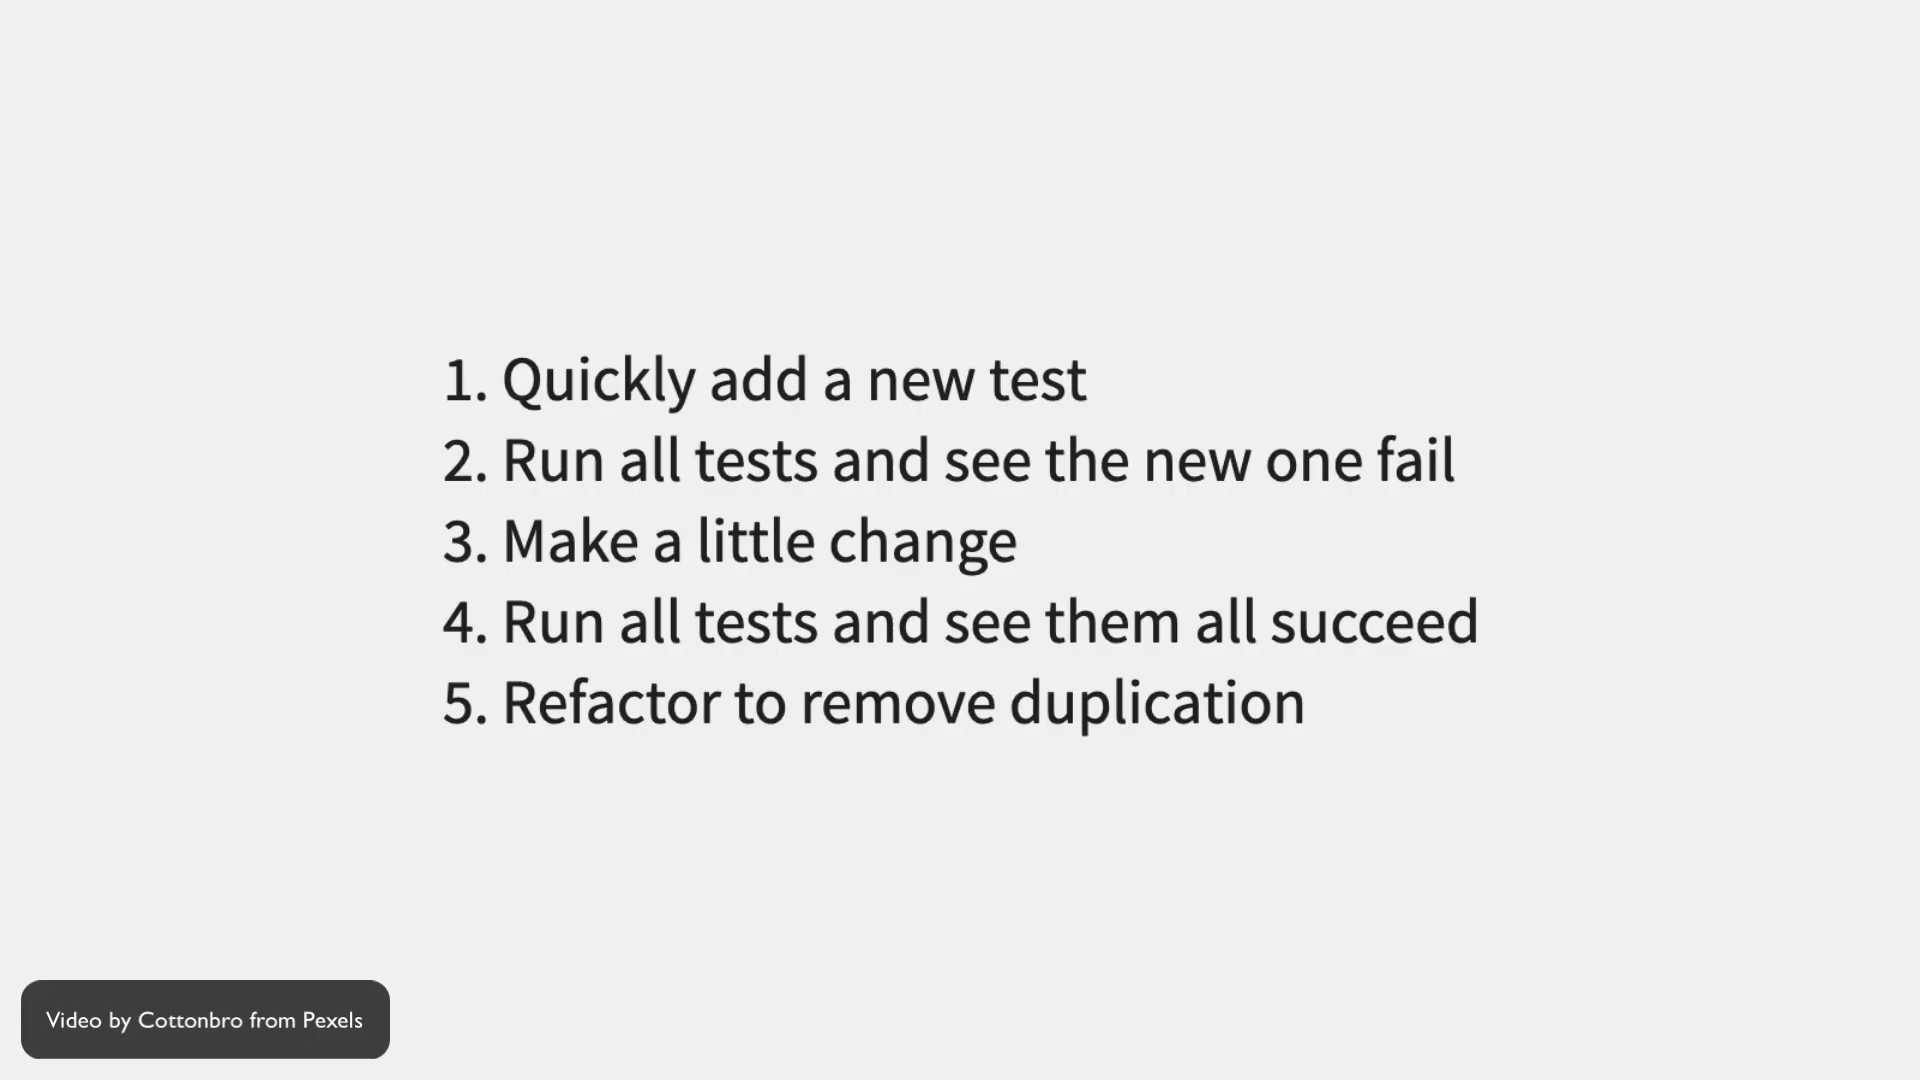 1. Quickly add a new test
2. Run all tests and see the new one fail
3. Make a little change
4. Run all tests and see them all succeed
5. Refactor to remove duplication
Video by Cottonbro from Pexels